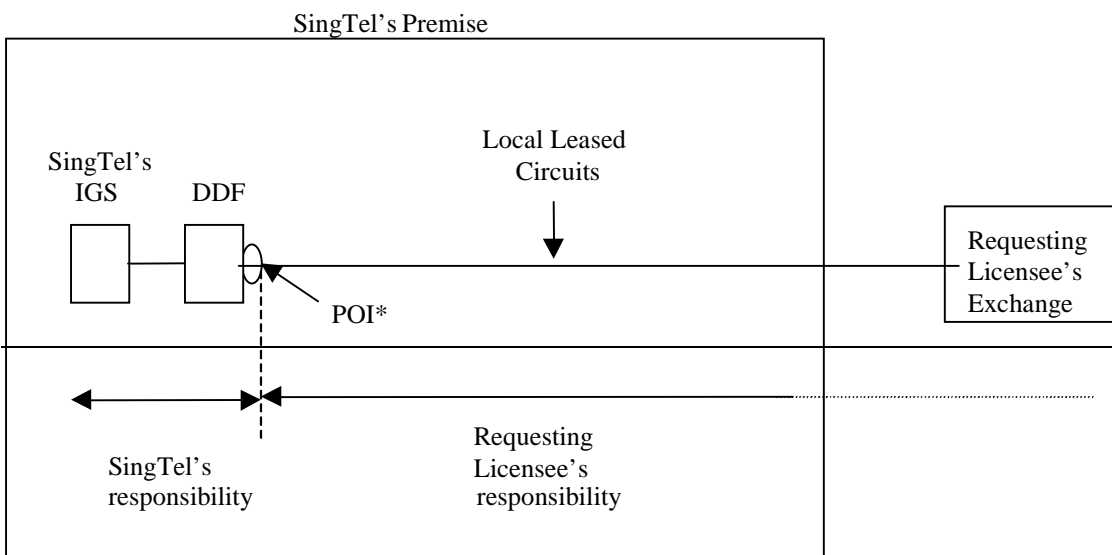 SingTel's Premise
Local Leased
Circuits
SingTel's
IGS
DDF
Requesting
Licensee's
Exchange
POI*
SingTel's
responsibility
Requesting
Licensee's
responsibility